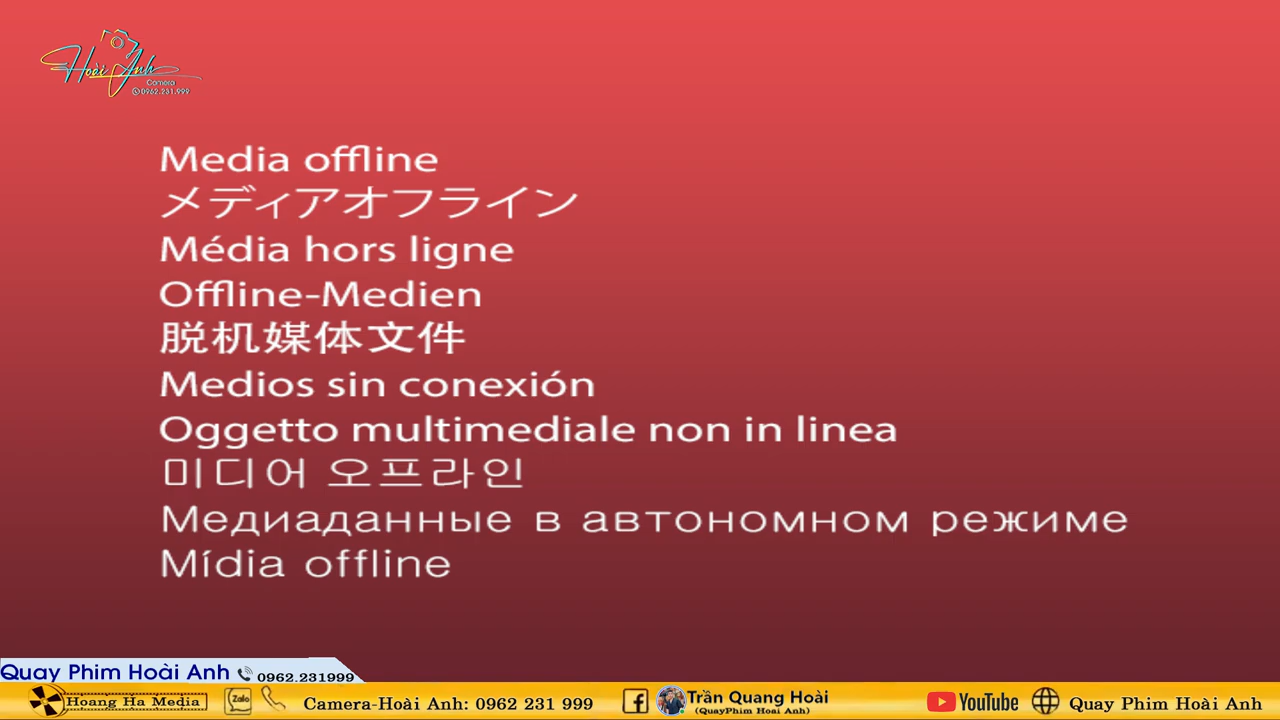 Hoài Anh
Camera
0962.231.999
Media offline
メディアオフライン
Média hors ligne
Offline-Medien
脱机媒体文件
Medios sin conexión
Oggetto multimediale non in linea
미디어 오프라인
Медиаданные в автономном режиме
Mídia offline
Quay Phim Hoài Anh 0962.231999
Hoang Ha Media Zalo Camera-Hoài Anh: 0962 231 999 Trần Quang Hoài YouTube Quay Phim Hoài Anh
(QuayPhim Hoai Anh)